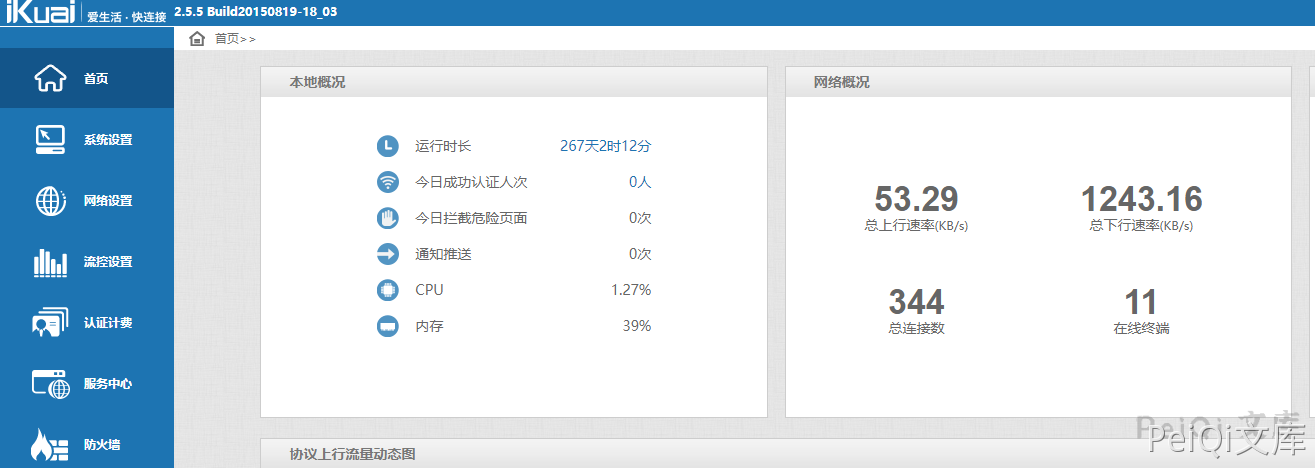 iKuai 爱生活·快连接 2.5.5 Build20150819-18_03
首页>>
首页
系统设置
网络设置
流控设置
认证计费
服务中心
防火墙
本地概况
运行时长 267天2时12分
今日成功认证人次 0人
今日拦截危险页面 0次
通知推送 0次
CPU 1.27%
内存 39%
网络概况
53.29
总上行速率(KB/s)
1243.16
总下行速率(KB/s)
344
总连接数
11
在线终端
协议上行流量动态图
PeiQi 文库
PeiQi文库